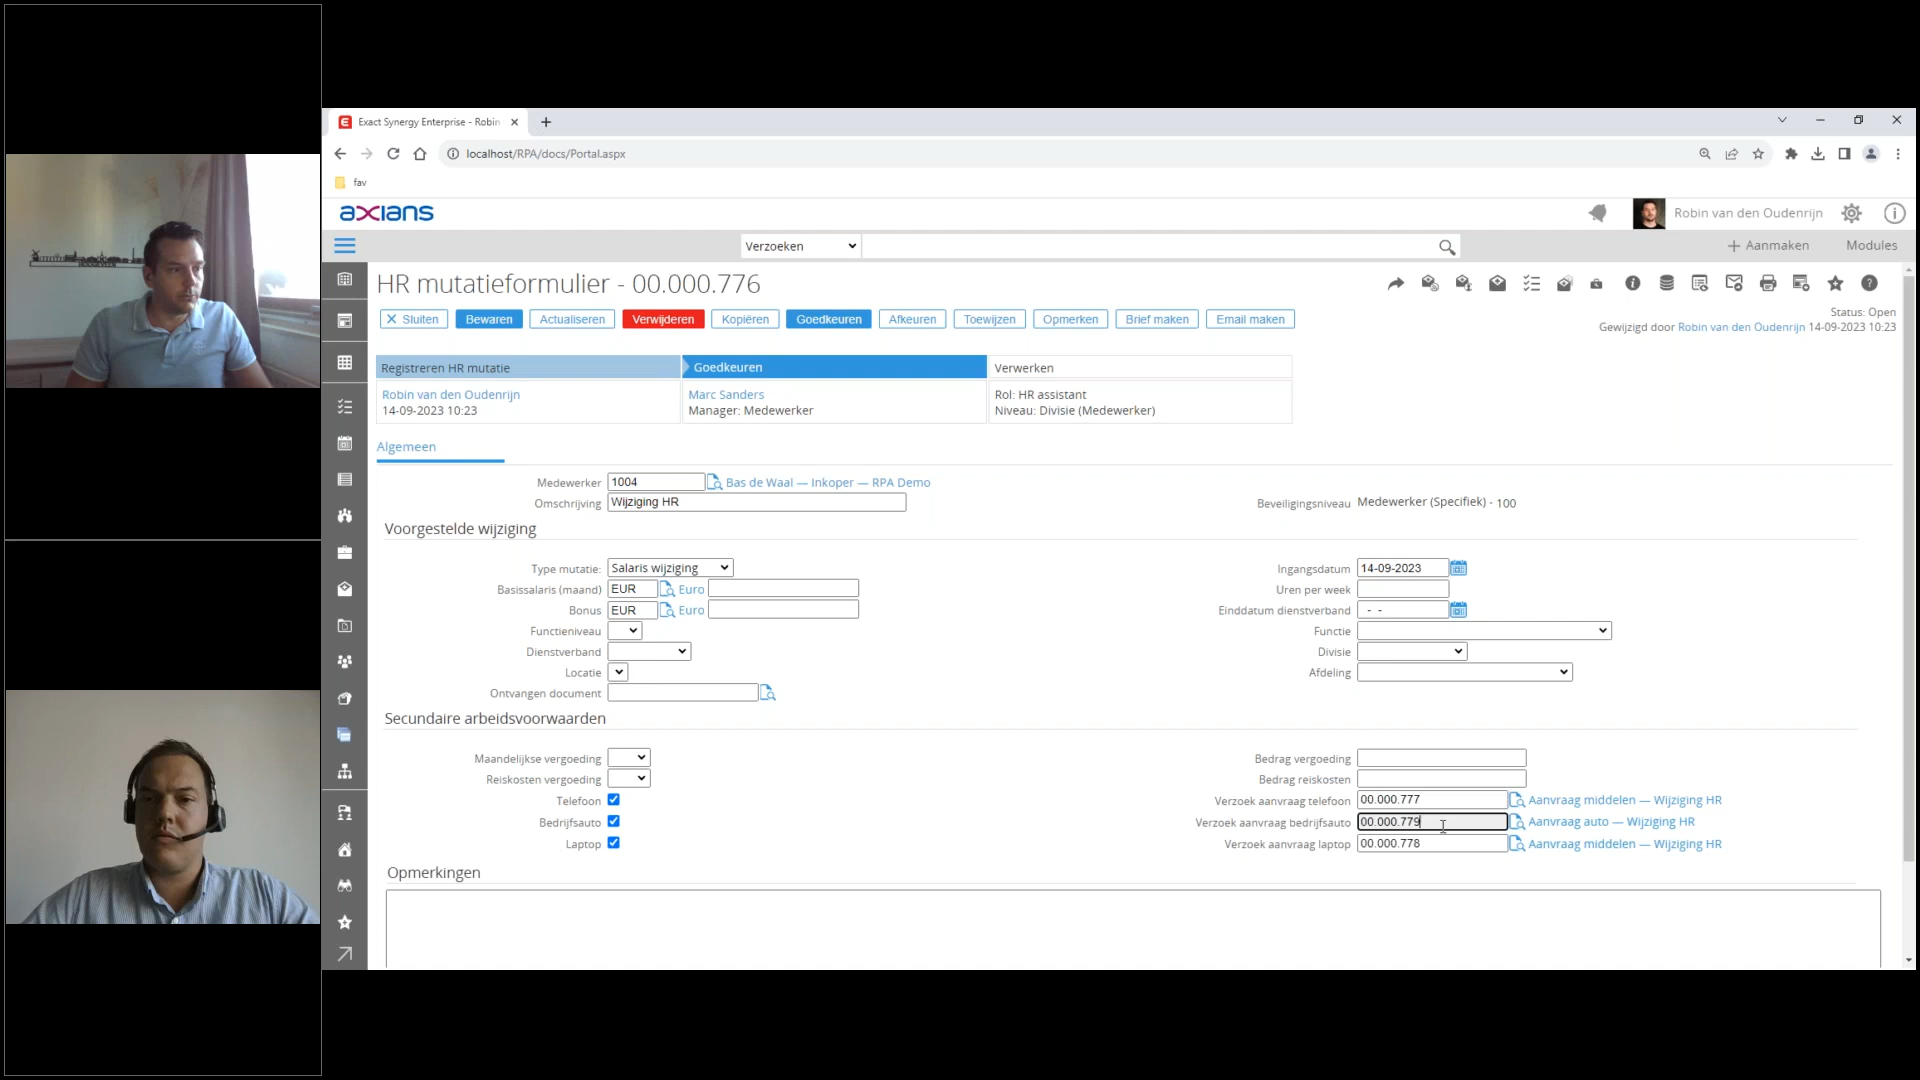 Exact Synergy Enterprise - Robin
localhost/RPA/docs/Portal.aspx
fav
axians
Robin van den Oudenrijn
Verzoeken
Aanmaken
Modules
HR mutatieformulier - 00.000.776
Sluiten Bewaren Actualiseren Verwijderen Kopiëren Goedkeuren Afkeuren Toewijzen Opmerken Brief maken Email maken
Status: Open
Gewijzigd door Robin van den Oudenrijn 14-09-2023 10:23
Registreren HR mutatie Goedkeuren Verwerken
Robin van den Oudenrijn Marc Sanders Rol: HR assistant
14-09-2023 10:23 Manager: Medewerker Niveau: Divisie (Medewerker)
Algemeen
Medewerker 1004 Bas de Waal — Inkoper — RPA Demo
Omschrijving Wijziging HR Beveiligingsniveau Medewerker (Specifiek) - 100
Voorgestelde wijziging
Type mutatie: Salaris wijziging Ingangsdatum 14-09-2023
Basissalaris (maand) EUR Euro Uren per week
Bonus EUR Euro Einddatum dienstverband - -
Functieniveau Functie
Dienstverband Divisie
Locatie Afdeling
Ontvangen document
Secundaire arbeidsvoorwaarden
Maandelijkse vergoeding Bedrag vergoeding
Reiskosten vergoeding Bedrag reiskosten
Telefoon Verzoek aanvraag telefoon 00.000.777 Aanvraag middelen — Wijziging HR
Bedrijfsauto Verzoek aanvraag bedrijfsauto 00.000.779 Aanvraag auto — Wijziging HR
Laptop Verzoek aanvraag laptop 00.000.778 Aanvraag middelen — Wijziging HR
Opmerkingen